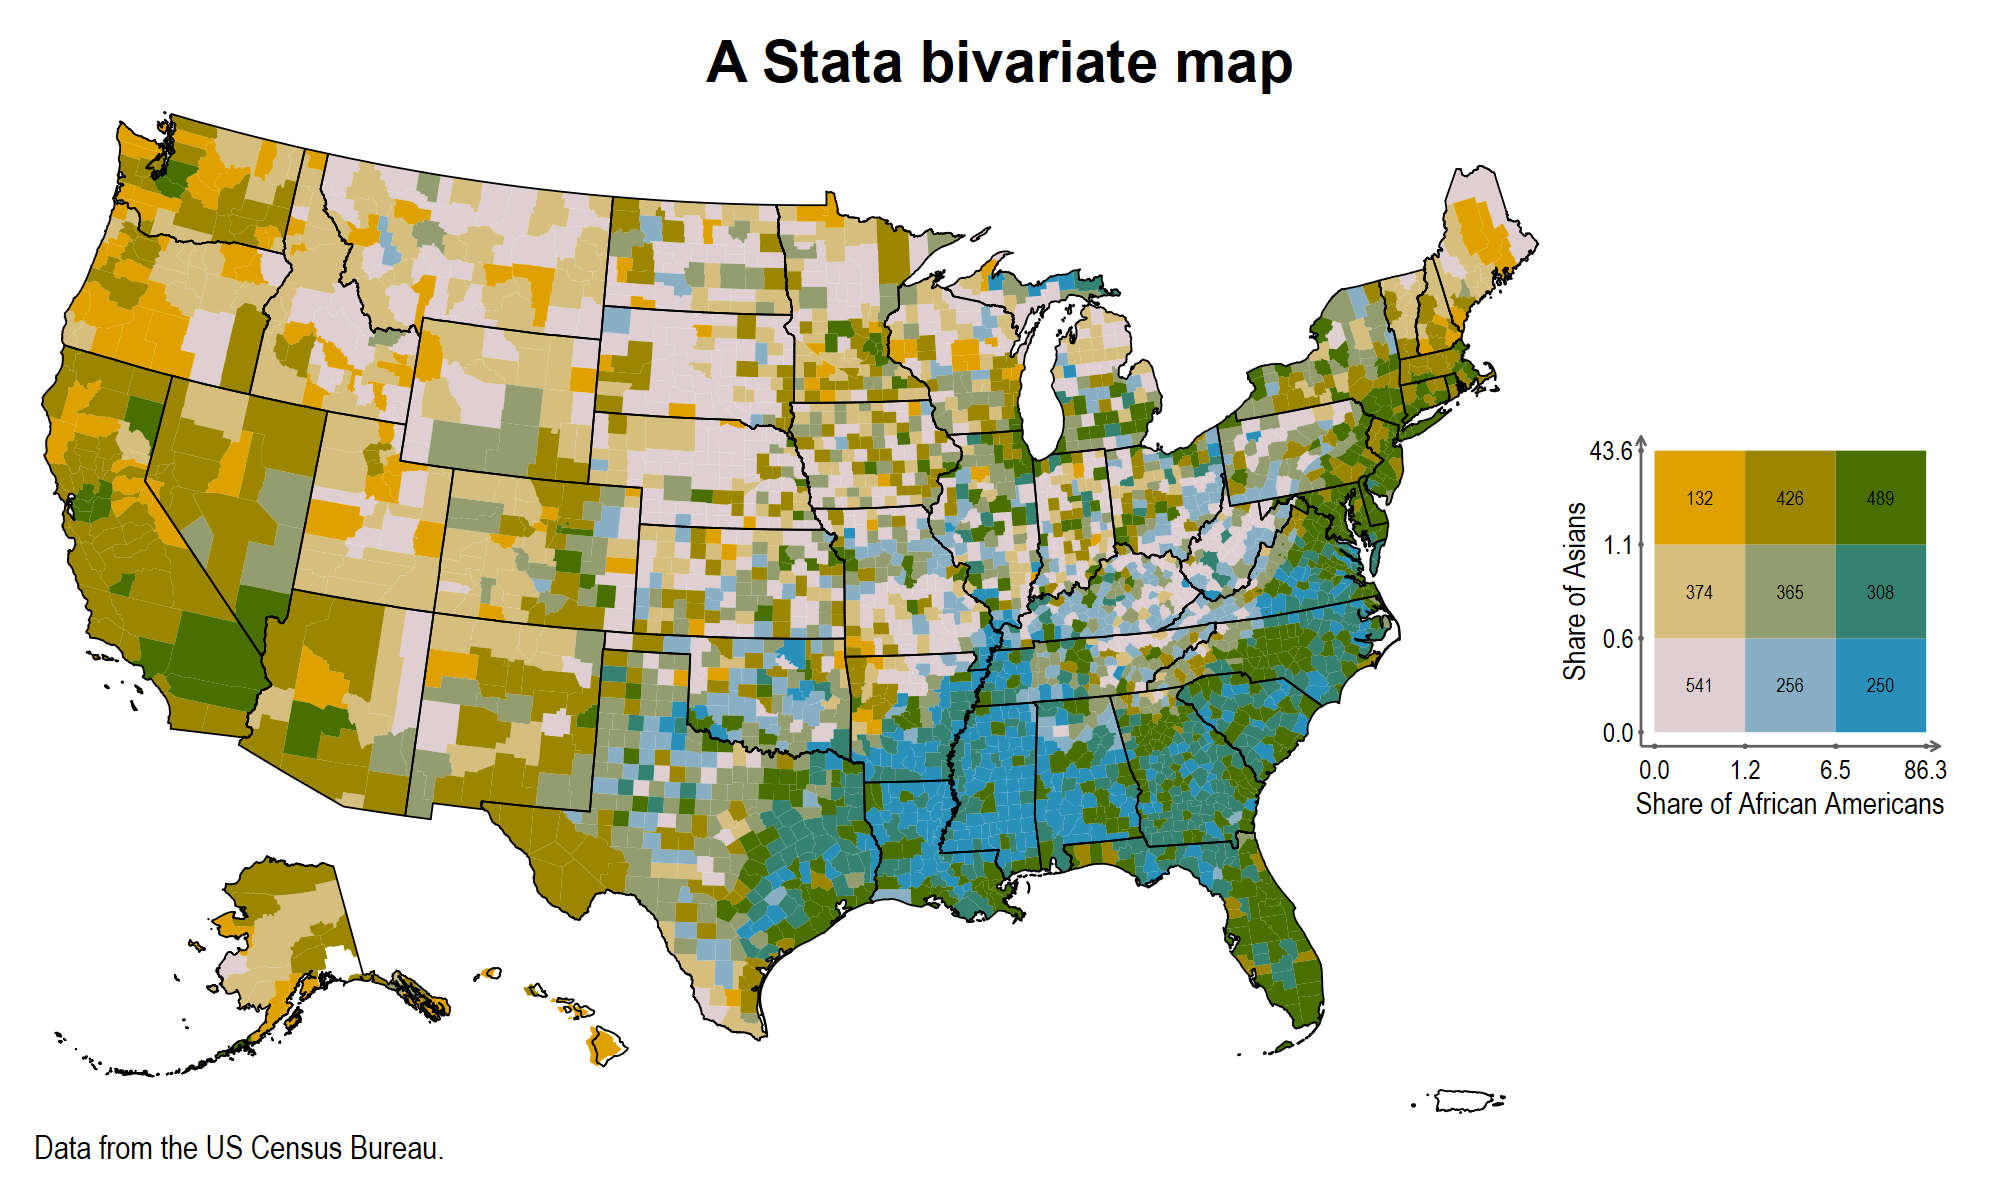 A Stata bivariate map
43.6
132 426 489
1.1
374 365 308
0.6
541 256 250
0.0
Share of Asians
0.0 1.2 6.5 86.3
Share of African Americans
Data from the US Census Bureau.